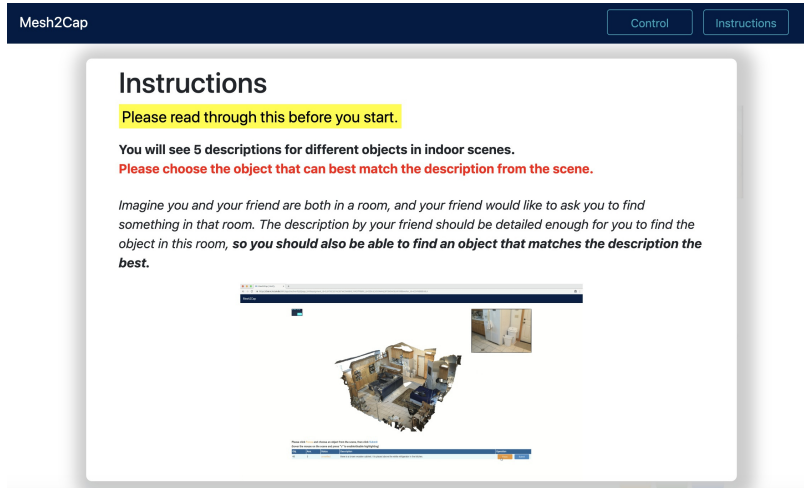 Mesh2Cap
Control
Instructions
Instructions
Please read through this before you start.
You will see 5 descriptions for different objects in indoor scenes.
Please choose the object that can best match the description from the scene.
Imagine you and your friend are both in a room, and your friend would like to ask you to find
something in that room. The description by your friend should be detailed enough for you to find the
object in this room, so you should also be able to find an object that matches the description the
best.
Mesh2Cap